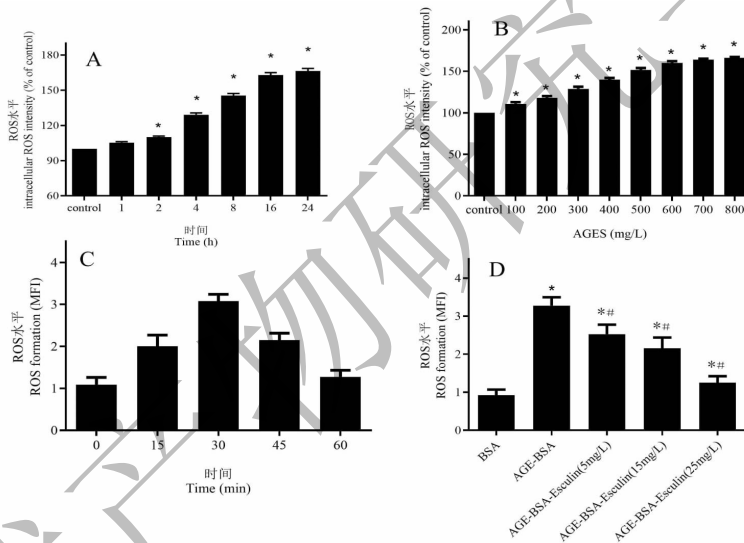 A
ROS水平
intracellular ROS intensity (% of control)
180
150
120
90
60
*
*
*
*
*
control 1 2 4 8 16 24
时间
Time (h)
B
ROS水平
intracellular ROS intensity (% of control)
200
150
100
50
0
*
*
*
*
*
*
*
*
control 100 200 300 400 500 600 700 800
AGES (mg/L)
C
ROS水平
ROS formation (MFI)
4
3
2
1
0
0 15 30 45 60
时间
Time (min)
D
ROS水平
ROS formation (MFI)
4
3
2
1
0
*
*#
*#
*#
BSA
AGE-BSA
AGE-BSA-Esculin(5mg/L)
AGE-BSA-Esculin(15mg/L)
AGE-BSA-Esculin(25mg/L)
产物研究